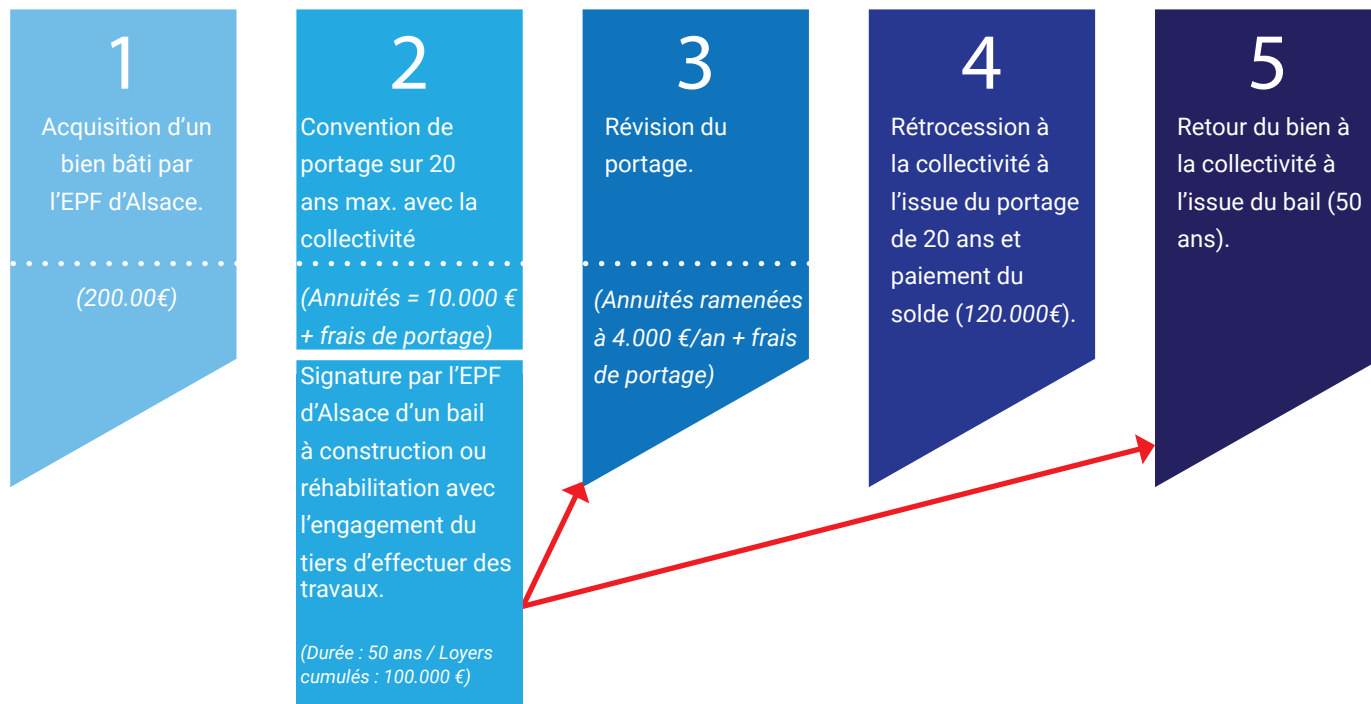 1
Acquisition d'un
bien bâti par
l'EPF d'Alsace.
(200.00€)
2
Convention de
portage sur 20
ans max. avec la
collectivité
(Annuités = 10.000 €
+ frais de portage)
Signature par l'EPF
d'Alsace d'un bail
à construction ou
réhabilitation avec
l'engagement du
tiers d'effectuer des
travaux.
(Durée : 50 ans / Loyers
cumulés : 100.000 €)
3
Révision du
portage.
(Annuités ramenées
à 4.000 €/an + frais
de portage)
4
Rétrocession à
la collectivité à
l'issue du portage
de 20 ans et
paiement du
solde (120.000€).
5
Retour du bien à
la collectivité à
l'issue du bail (50
ans).